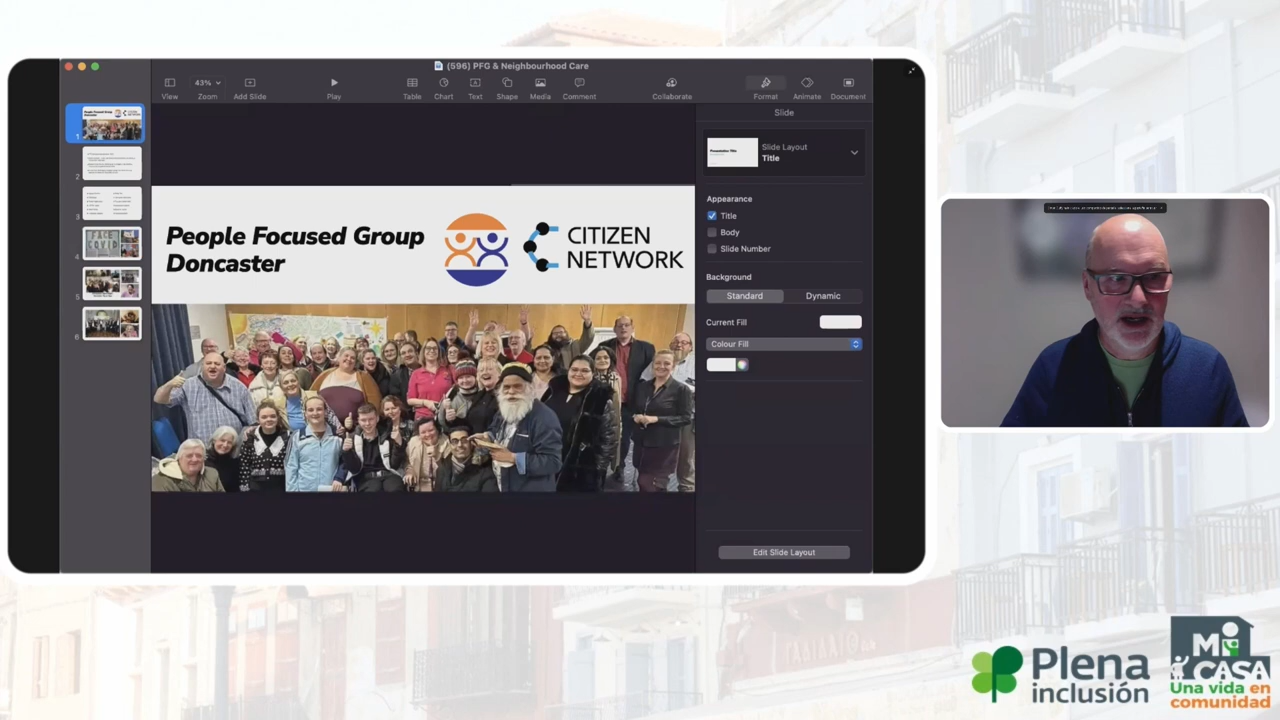 (596) PFG & Neighbourhood Care
View
43%
Zoom
Add Slide
Play
Table
Chart
Text
Shape
Media
Comment
Collaborate
Format
Animate
Document
Slide
Slide Layout
Title
Appearance
Title
Body
Slide Number
Background
Standard
Dynamic
Current Fill
Colour Fill
Edit Slide Layout
1
2
3
4
5
6
People Focused Group
Doncaster
CITIZEN
NETWORK
Plena
inclusión
Mi
CASA
Una vida en
comunidad